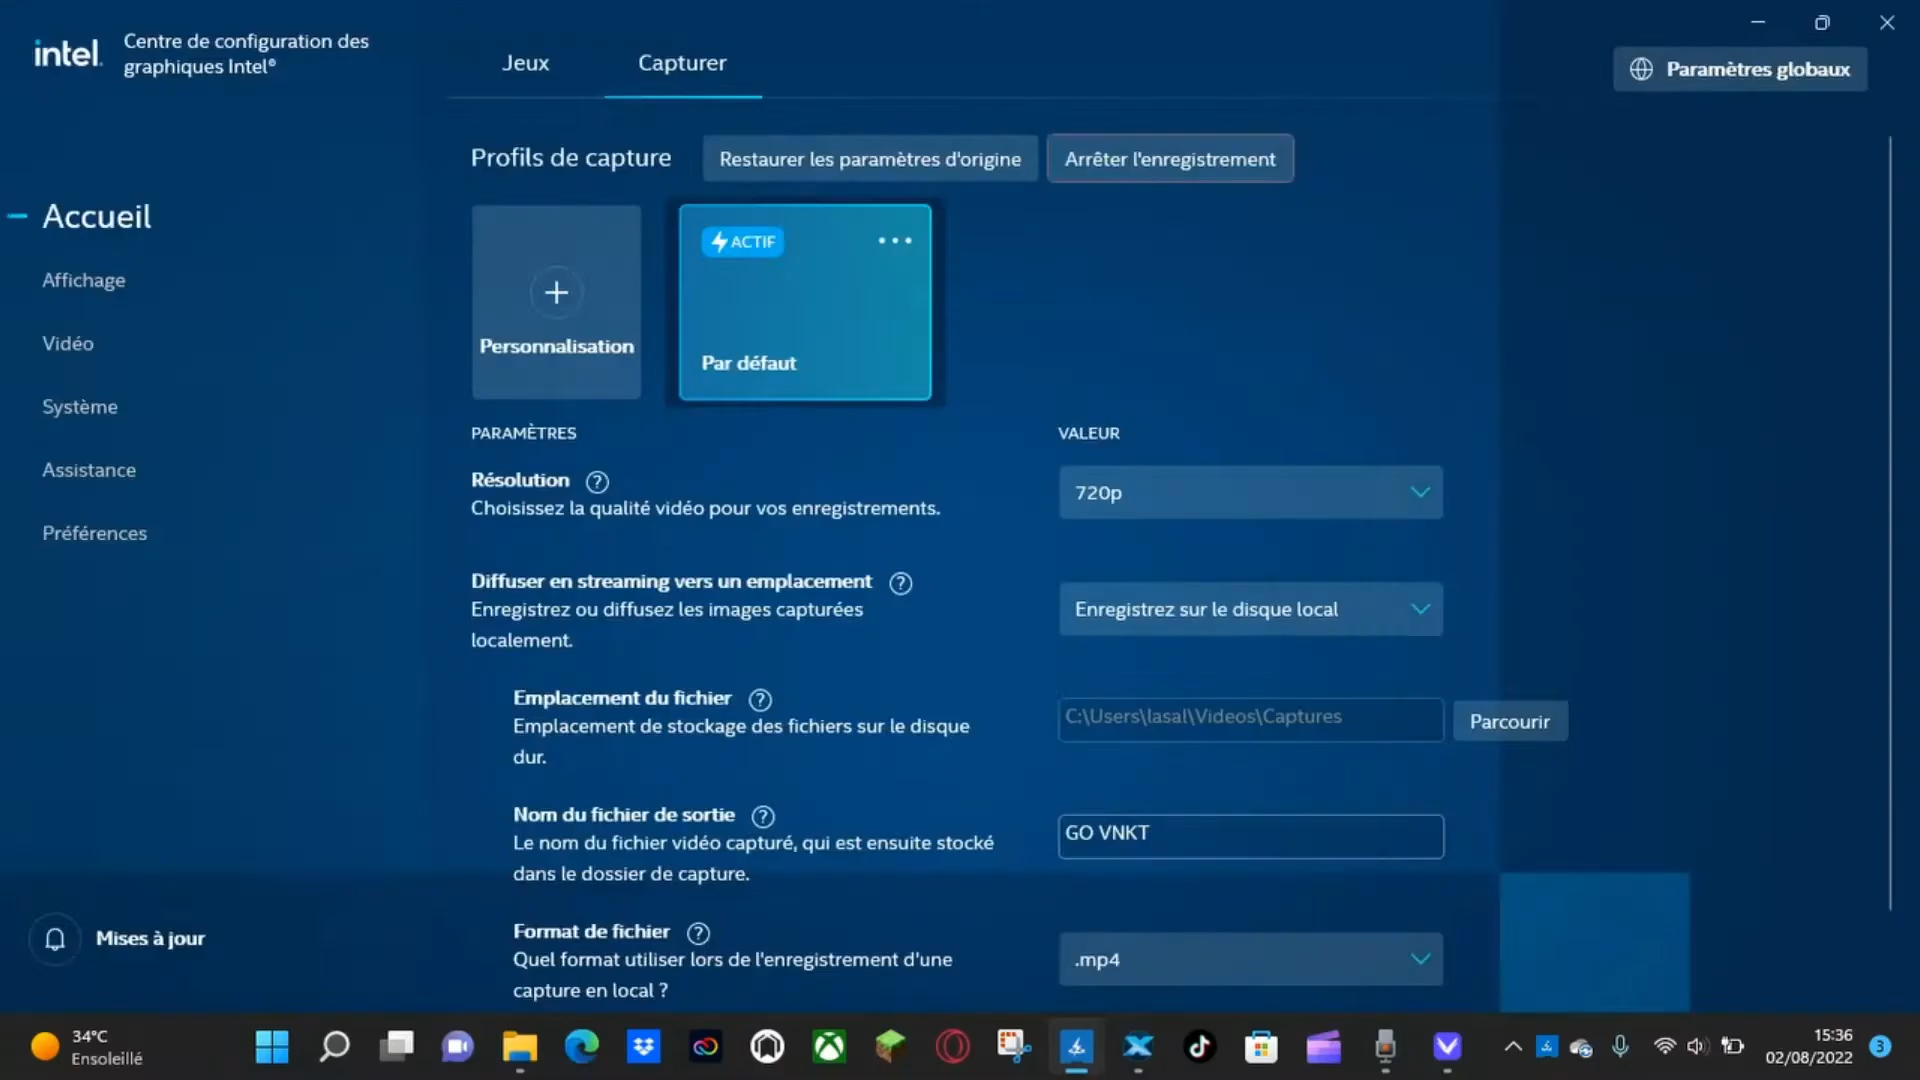 intel.
Centre de configuration des
graphiques Intel®
Jeux
Capturer
Paramètres globaux
Profils de capture
Restaurer les paramètres d'origine
Arrêter l'enregistrement
Accueil
Affichage
Vidéo
Système
Assistance
Préférences
ACTIF
Personnalisation
Par défaut
PARAMÈTRES
VALEUR
Résolution
Choisissez la qualité vidéo pour vos enregistrements.
720p
Diffuser en streaming vers un emplacement
Enregistrez ou diffusez les images capturées
localement.
Enregistrez sur le disque local
Emplacement du fichier
Emplacement de stockage des fichiers sur le disque
dur.
C:\Users\lasal\Videos\Captures
Parcourir
Nom du fichier de sortie
Le nom du fichier vidéo capturé, qui est ensuite stocké
dans le dossier de capture.
GO VNKT
Format de fichier
Quel format utiliser lors de l'enregistrement d'une
capture en local ?
.mp4
Mises à jour
34°C
Ensoleillé
15:36
02/08/2022
3